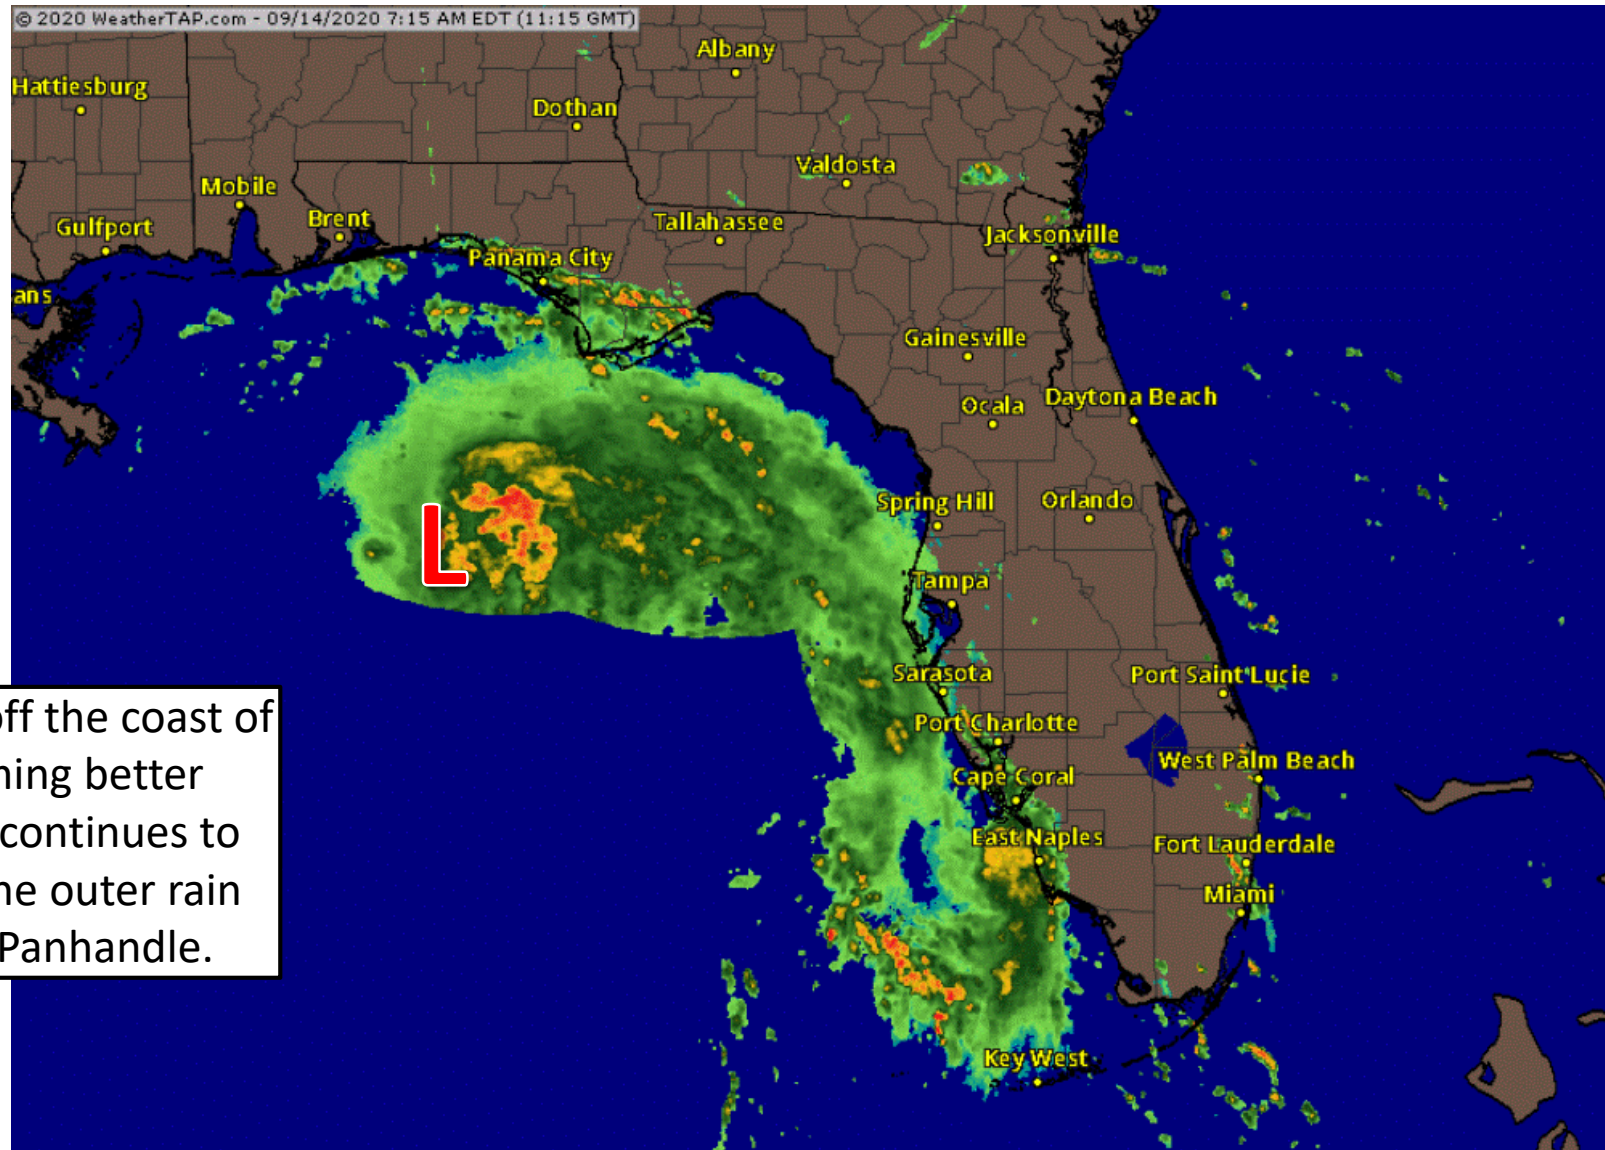 © 2020 WeatherTAP.com - 09/14/2020 7:15 AM EDT (11:15 GMT)
Albany
Hattiesburg
Dothan
Valdosta
Mobile
Brent
Tallahassee
Gulfport
Jacksonville
Panama City
ans
Gainesville
Daytona Beach
Ocala
Spring Hill
Orlando
L
Tampa
Sarasota
Port Saint Lucie
off the coast of
ning better
continues to
ne outer rain
Panhandle.
Port Charlotte
West Palm Beach
Cape Coral
East Naples
Fort Lauderdale
Miami
Key West